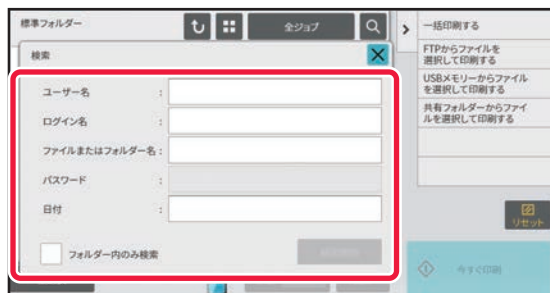 標準フォルダー
全ジョブ
検索
ユーザー名 :
ログイン名 :
ファイルまたはフォルダー名 :
パスワード :
日付 :
フォルダー内のみ検索
一括印刷する
FTPからファイルを
選択して印刷する
USBメモリーからファイル
を選択して印刷する
共有フォルダーからファイ
ルを選択して印刷する
リセット
今すぐ印刷